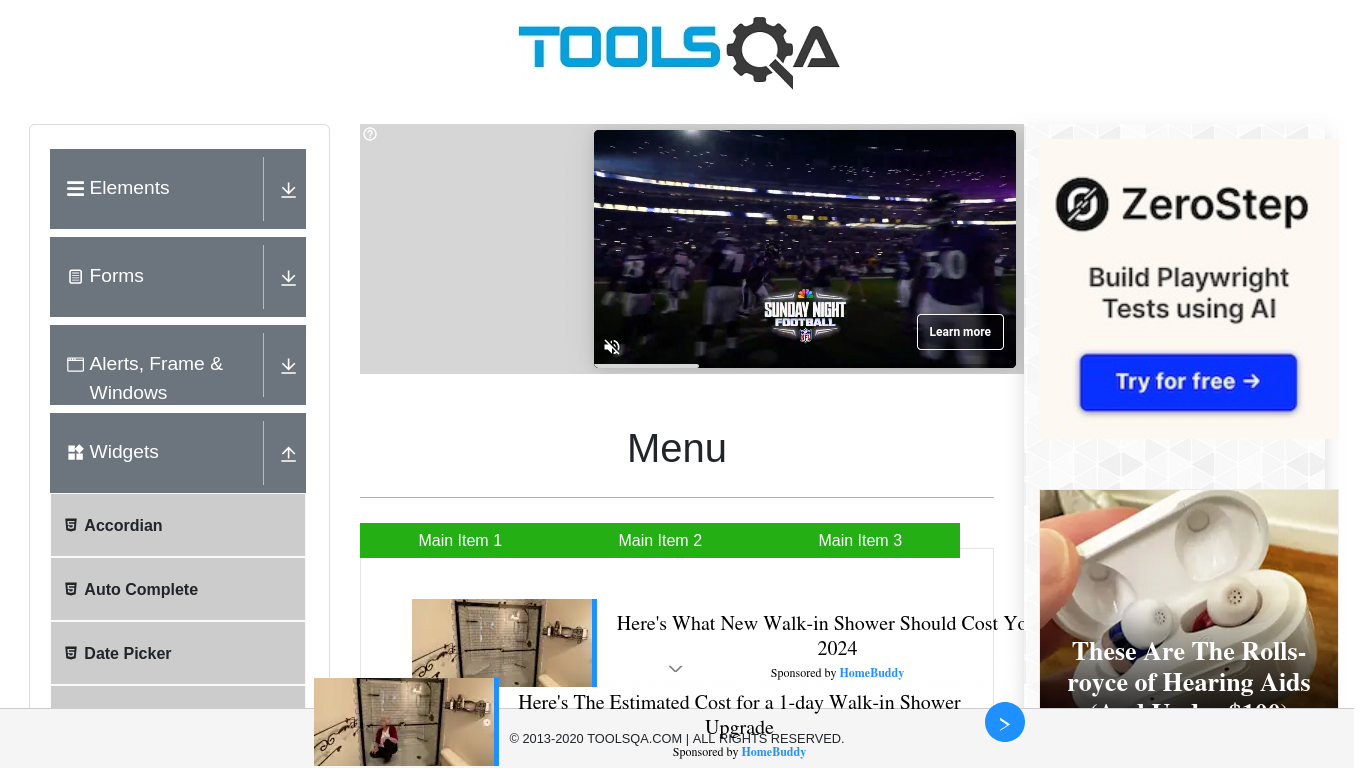 TOOLSQA
Elements
Forms
Alerts, Frame &
Windows
Widgets
Accordian
Auto Complete
Date Picker
SUNDAY NIGHT
FOOTBALL
Learn more
ZeroStep
Build Playwright
Tests using AI
Try for free →
Menu
Main Item 1
Main Item 2
Main Item 3
Here's What New Walk-in Shower Should Cost Yo
2024
Sponsored by HomeBuddy
Here's The Estimated Cost for a 1-day Walk-in Shower
Upgrade
Sponsored by HomeBuddy
These Are The Rolls-
royce of Hearing Aids
(And Under $100)
© 2013-2020 TOOLSQA.COM | ALL RIGHTS RESERVED.